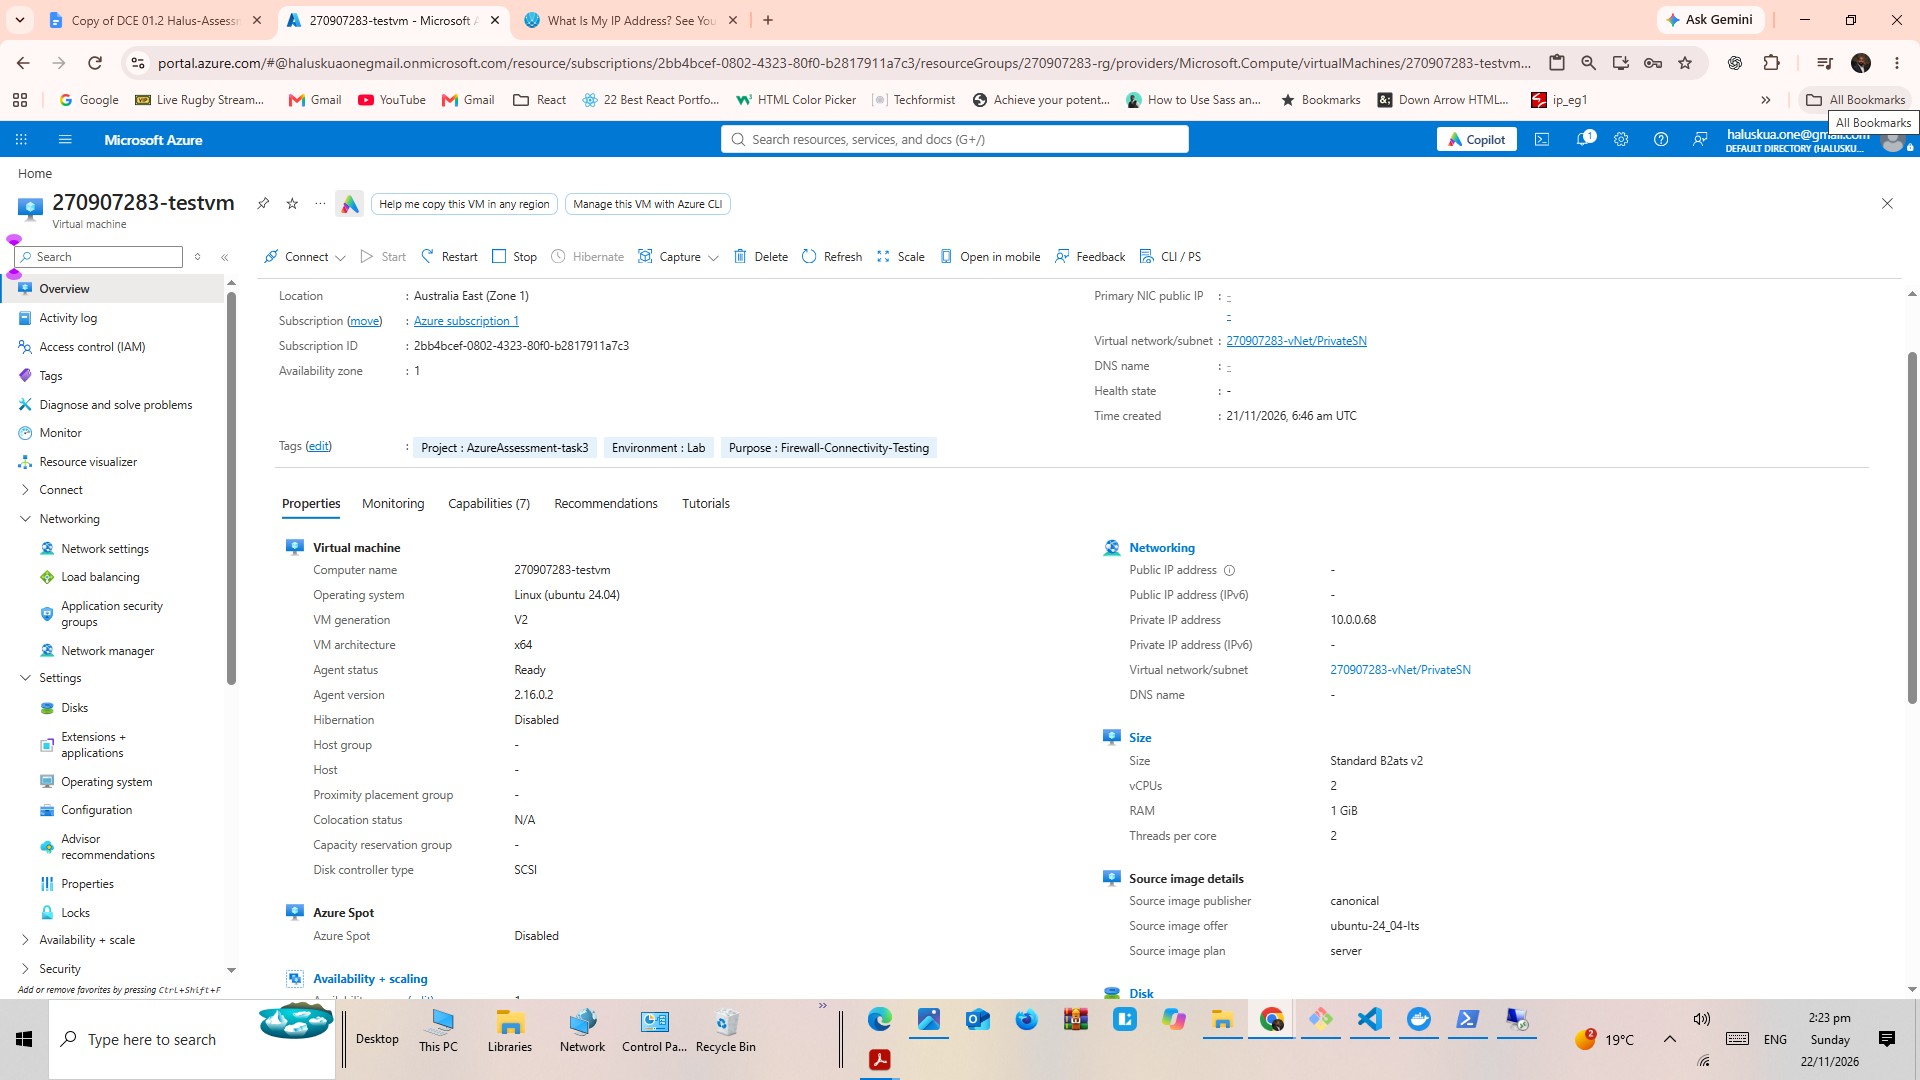 Copy of DCE 01.2 Halus-Assessm
270907283-testvm - Microsoft A
What Is My IP Address? See You
Ask Gemini
portal.azure.com/#@haluskuaonegmail.onmicrosoft.com/resource/subscriptions/2bb4bcef-0802-4323-80f0-b2817911a7c3/resourceGroups/270907283-rg/providers/Microsoft.Compute/virtualMachines/270907283-testvm...
Google
Live Rugby Stream...
Gmail
YouTube
Gmail
React
22 Best React Portfo...
HTML Color Picker
Techformist
Achieve your potent...
How to Use Sass an...
Bookmarks
Down Arrow HTML...
ip_eg1
All Bookmarks
All Bookmarks
Microsoft Azure
Search resources, services, and docs (G+/)
Copilot
1
haluskua.one@gmail.com
DEFAULT DIRECTORY (HALUSKU...
Home
270907283-testvm
Virtual machine
Help me copy this VM in any region
Manage this VM with Azure CLI
Search
Connect
Start
Restart
Stop
Hibernate
Capture
Delete
Refresh
Scale
Open in mobile
Feedback
CLI / PS
Overview
Activity log
Access control (IAM)
Tags
Diagnose and solve problems
Monitor
Resource visualizer
Connect
Networking
Network settings
Load balancing
Application security groups
Network manager
Settings
Disks
Extensions + applications
Operating system
Configuration
Advisor recommendations
Properties
Locks
Availability + scale
Security
Add or remove favorites by pressing Ctrl+Shift+F
Location : Australia East (Zone 1)
Subscription (move) : Azure subscription 1
Subscription ID : 2bb4bcef-0802-4323-80f0-b2817911a7c3
Availability zone : 1
Primary NIC public IP : -
-
Virtual network/subnet : 270907283-vNet/PrivateSN
DNS name : -
Health state : -
Time created : 21/11/2026, 6:46 am UTC
Tags (edit) : Project : AzureAssessment-task3 Environment : Lab Purpose : Firewall-Connectivity-Testing
Properties
Monitoring
Capabilities (7)
Recommendations
Tutorials
Virtual machine
Computer name 270907283-testvm
Operating system Linux (ubuntu 24.04)
VM generation V2
VM architecture x64
Agent status Ready
Agent version 2.16.0.2
Hibernation Disabled
Host group -
Host -
Proximity placement group -
Colocation status N/A
Capacity reservation group -
Disk controller type SCSI
Azure Spot
Azure Spot Disabled
Availability + scaling
Networking
Public IP address -
Public IP address (IPv6) -
Private IP address 10.0.0.68
Private IP address (IPv6) -
Virtual network/subnet 270907283-vNet/PrivateSN
DNS name -
Size
Size Standard B2ats v2
vCPUs 2
RAM 1 GiB
Threads per core 2
Source image details
Source image publisher canonical
Source image offer ubuntu-24_04-lts
Source image plan server
Disk
Type here to search
Desktop
This PC
Libraries
Network
Control Pa...
Recycle Bin
2
19°C
ENG
2:23 pm
Sunday
22/11/2026